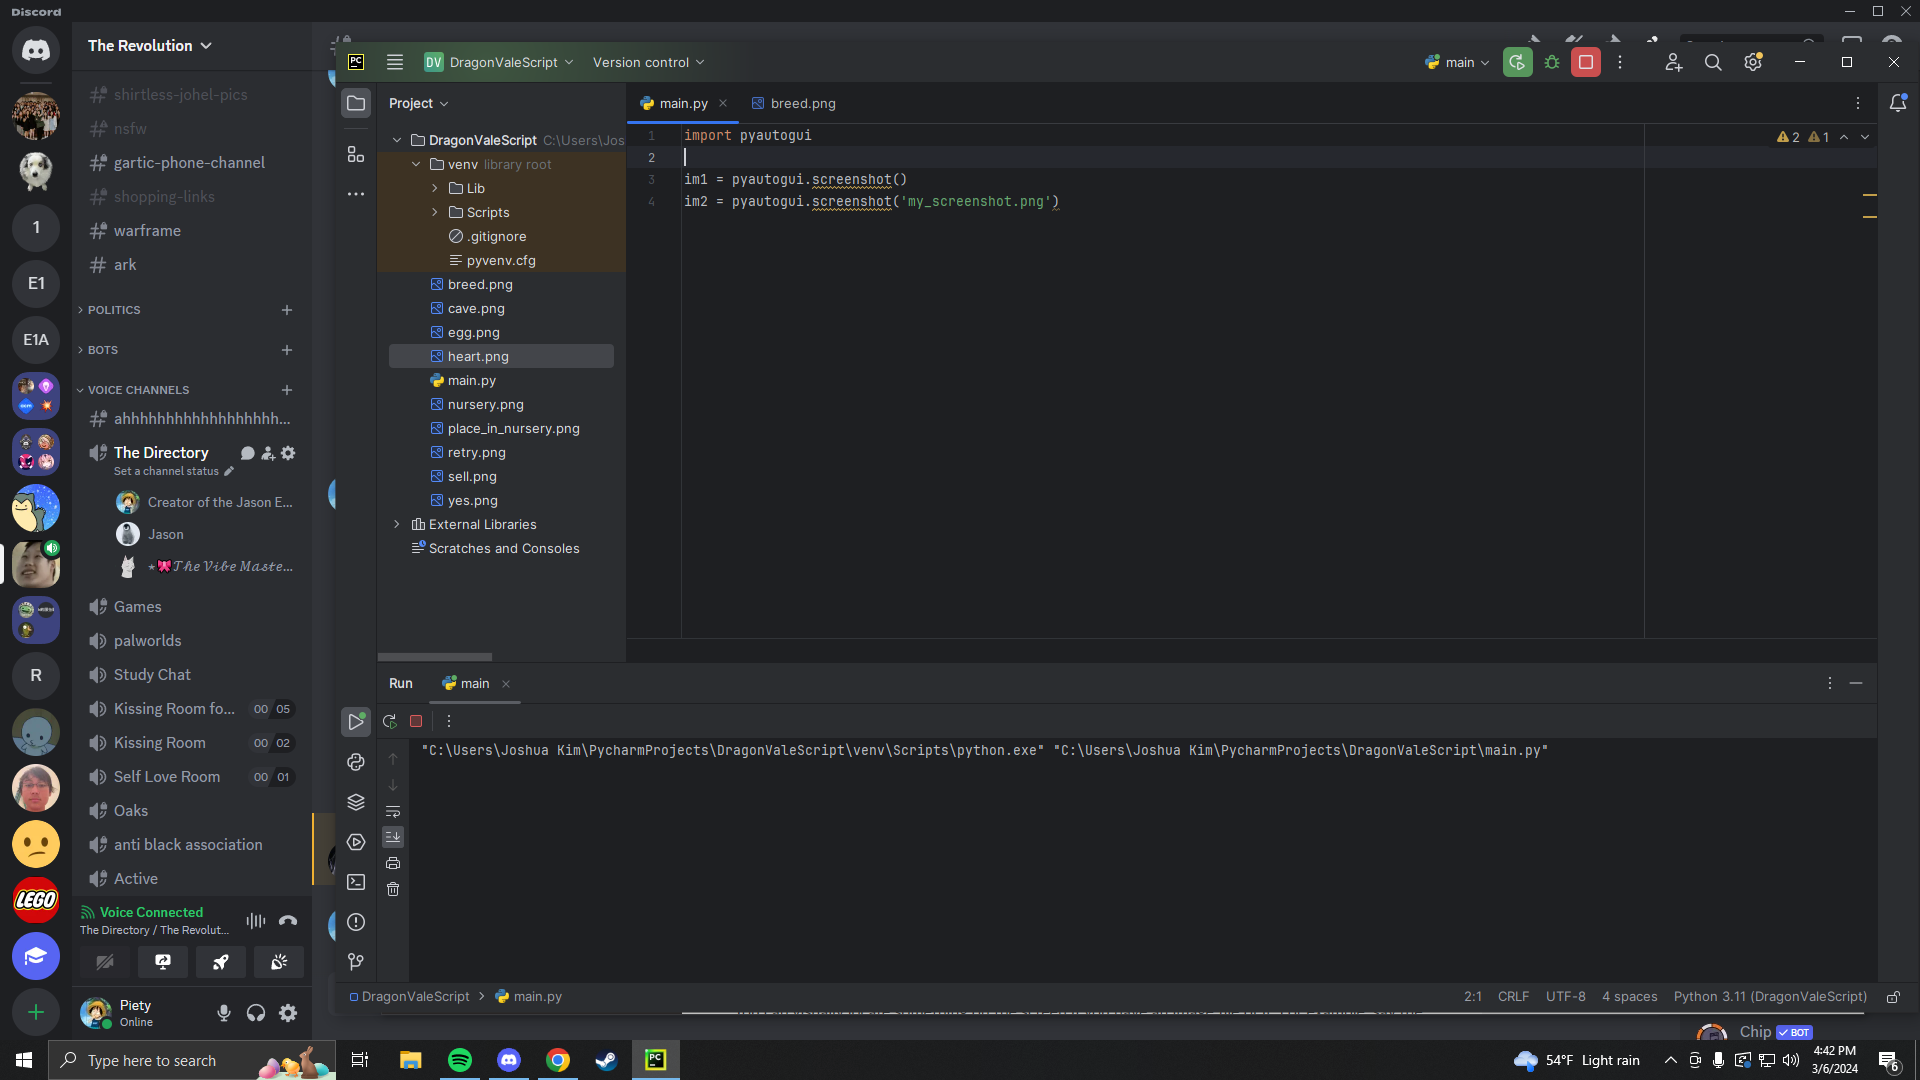 Discord
The Revolution
shirtless-johel-pics
nsfw
gartic-phone-channel
shopping-links
warframe
ark
POLITICS
BOTS
VOICE CHANNELS
ahhhhhhhhhhhhhhhhhh...
The Directory
Set a channel status
Creator of the Jason E...
Jason
⋆🎀𝓣𝓱𝓮 𝓥𝓲𝓫𝓮 𝓜𝓪𝓼𝓽𝓮...
Games
palworlds
Study Chat
Kissing Room fo... 00 05
Kissing Room 00 02
Self Love Room 00 01
Oaks
anti black association
Active
Voice Connected
The Directory / The Revolut...
Piety
Online
1
E1
E1A
R
LEGO
PC
DV DragonValeScript Version control
main
Project
DragonValeScript C:\Users\Jos
venv library root
Lib
Scripts
.gitignore
pyvenv.cfg
breed.png
cave.png
egg.png
heart.png
main.py
nursery.png
place_in_nursery.png
retry.png
sell.png
yes.png
External Libraries
Scratches and Consoles
main.py
breed.png
1 import pyautogui
2
3 im1 = pyautogui.screenshot()
4 im2 = pyautogui.screenshot('my_screenshot.png')
2 1
Run main
"C:\Users\Joshua Kim\PycharmProjects\DragonValeScript\venv\Scripts\python.exe" "C:\Users\Joshua Kim\PycharmProjects\DragonValeScript\main.py"
DragonValeScript main.py
2:1 CRLF UTF-8 4 spaces Python 3.11 (DragonValeScript)
Chip BOT
Type here to search
PC
54°F Light rain
4:42 PM
3/6/2024
6